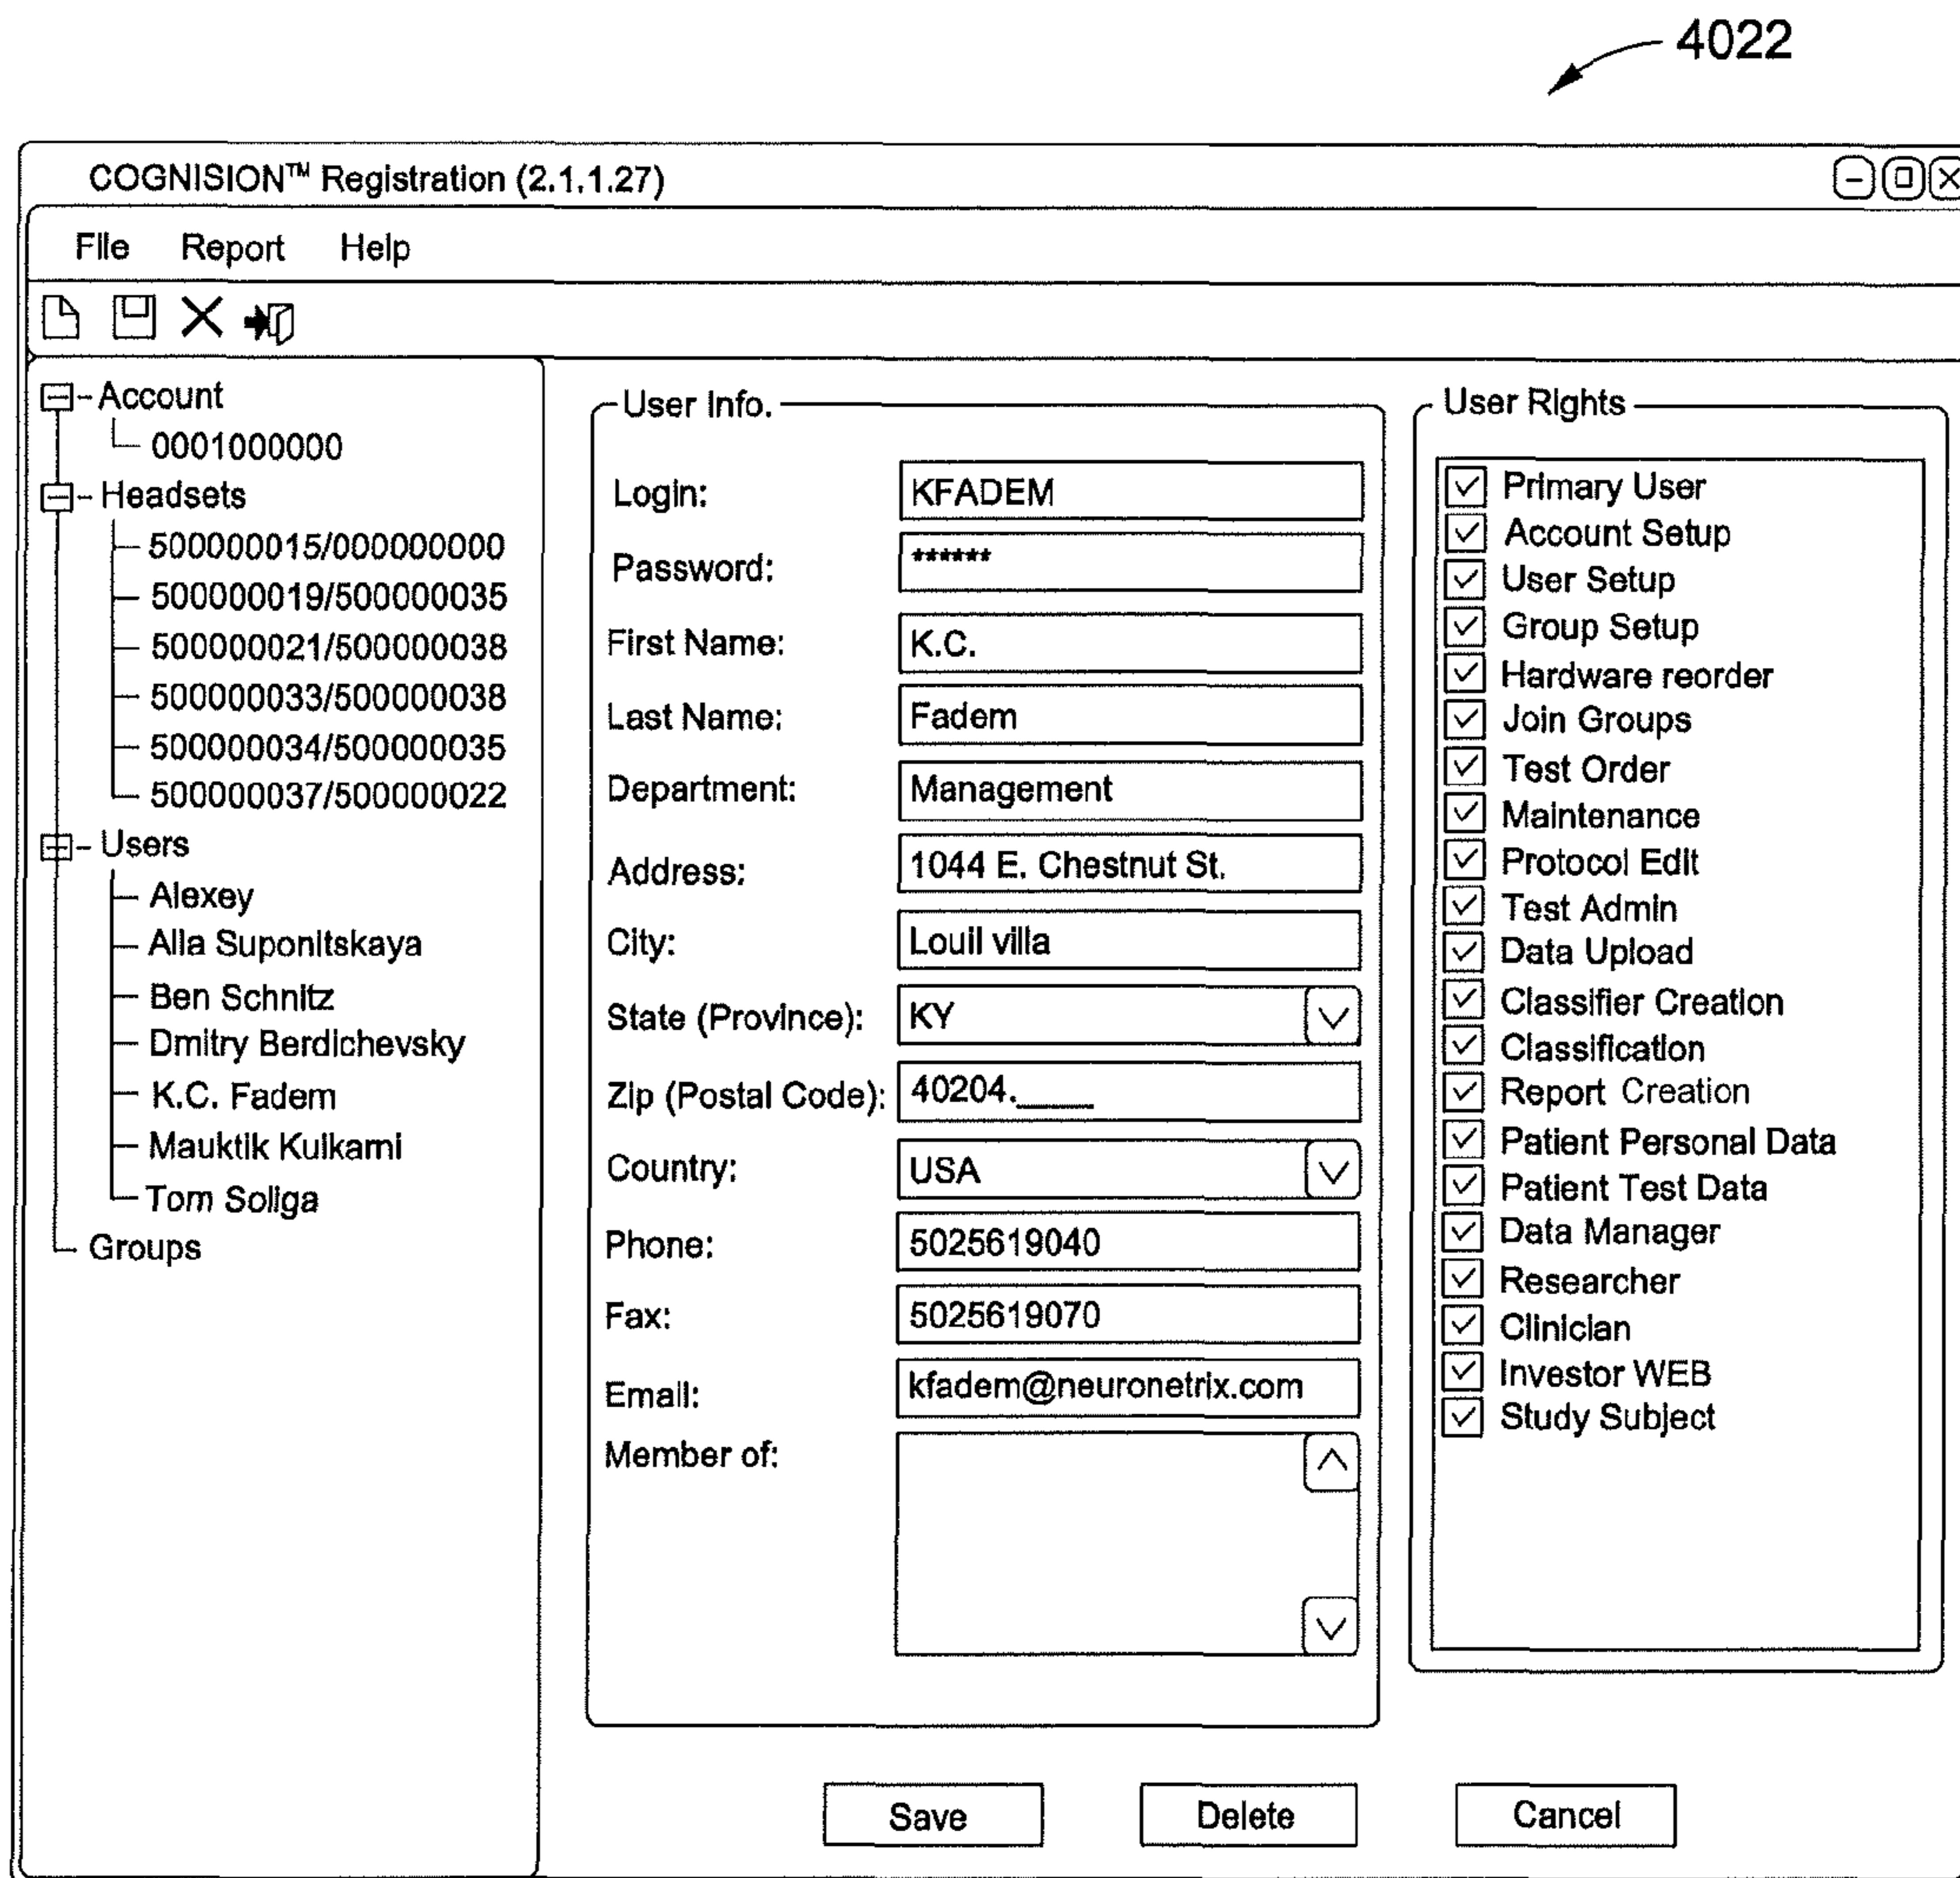 4022
COGNISION™ Registration (2.1.1.27)
File Report Help
Account
0001000000
Headsets
500000015/000000000
500000019/500000035
500000021/500000038
500000033/500000038
500000034/500000035
500000037/500000022
Users
Alexey
Alla Suponitskaya
Ben Schnitz
Dmitry Berdichevsky
K.C. Fadem
Mauktik Kulkarni
Tom Soliga
Groups
User Info.
Login: KFADEM
Password: ******
First Name: K.C.
Last Name: Fadem
Department: Management
Address: 1044 E. Chestnut St.
City: Louil villa
State (Province): KY
Zip (Postal Code): 40204.____
Country: USA
Phone: 5025619040
Fax: 5025619070
Email: kfadem@neuronetrix.com
Member of:
User Rights
Primary User
Account Setup
User Setup
Group Setup
Hardware reorder
Join Groups
Test Order
Maintenance
Protocol Edit
Test Admin
Data Upload
Classifier Creation
Classification
Report Creation
Patient Personal Data
Patient Test Data
Data Manager
Researcher
Clinician
Investor WEB
Study Subject
Save Delete Cancel